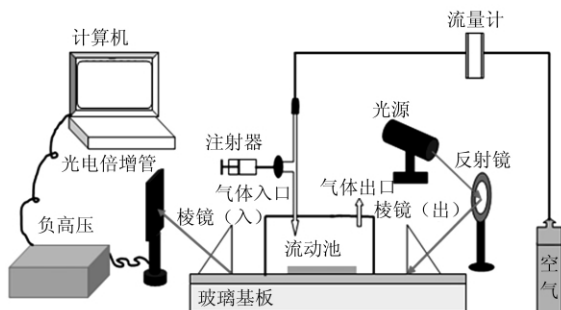 计算机
流量计
光源
注射器
光电倍增管
反射镜
气体入口
气体出口
负高压
棱镜（入）
棱镜（出）
流动池
空气
玻璃基板